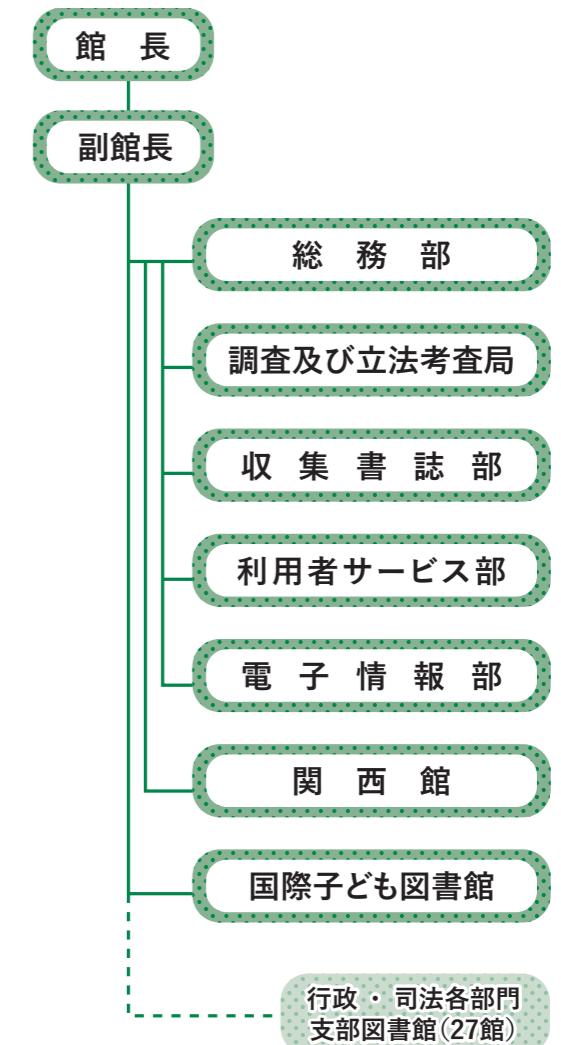 館　長
副館長
総　務　部
調査及び立法考査局
収　集　書　誌　部
利用者サービス部
電　子　情　報　部
関　西　館
国際子ども図書館
行政・司法各部門
支部図書館（27館）